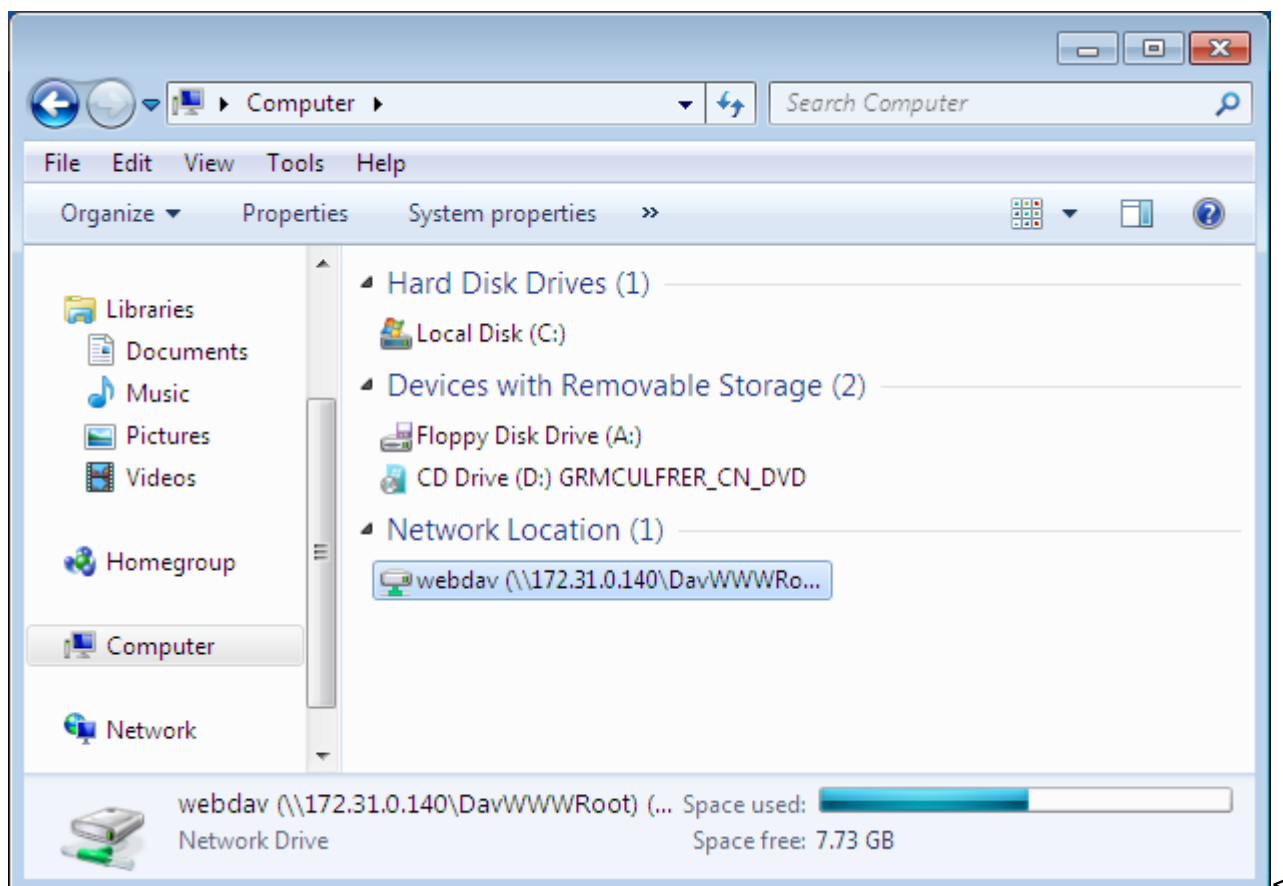 Computer
Search Computer
File Edit View Tools Help
Organize Properties System properties »
Libraries
Documents
Music
Pictures
Videos
Homegroup
Computer
Network
Hard Disk Drives (1)
Local Disk (C:)
Devices with Removable Storage (2)
Floppy Disk Drive (A:)
CD Drive (D:) GRMCULFRER_CN_DVD
Network Location (1)
webdav (\\172.31.0.140\DavWWWRo...
webdav (\\172.31.0.140\DavWWWRoot) (... Space used:
Network Drive Space free: 7.73 GB
<